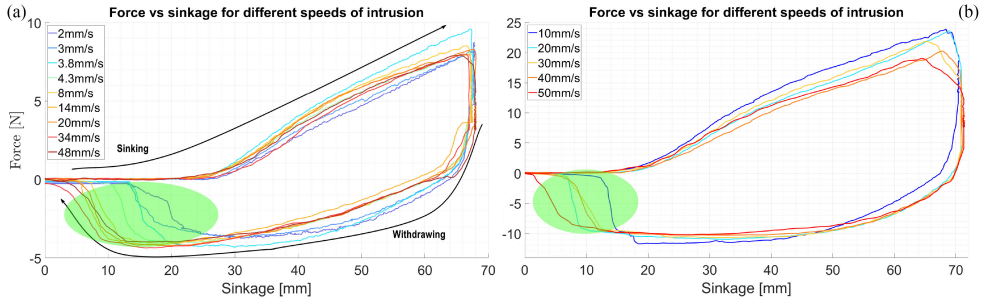 (a)
Force vs sinkage for different speeds of intrusion
10
5
0
-5
Force [N]
2mm/s
3mm/s
3.8mm/s
4.3mm/s
8mm/s
14mm/s
20mm/s
34mm/s
48mm/s
Sinking
Withdrawing
0 10 20 30 40 50 60 70
Sinkage [mm]
Force vs sinkage for different speeds of intrusion
(b)
25
20
15
10
5
0
-5
-10
10mm/s
20mm/s
30mm/s
40mm/s
50mm/s
0 10 20 30 40 50 60 70
Sinkage [mm]